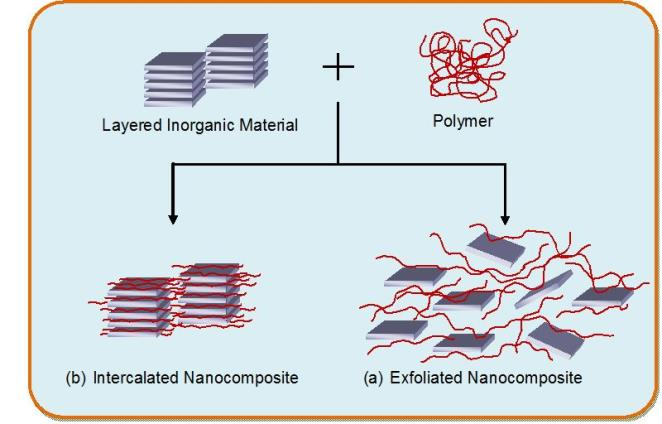 Layered Inorganic Material
Polymer
(b) Intercalated Nanocomposite
(a) Exfoliated Nanocomposite